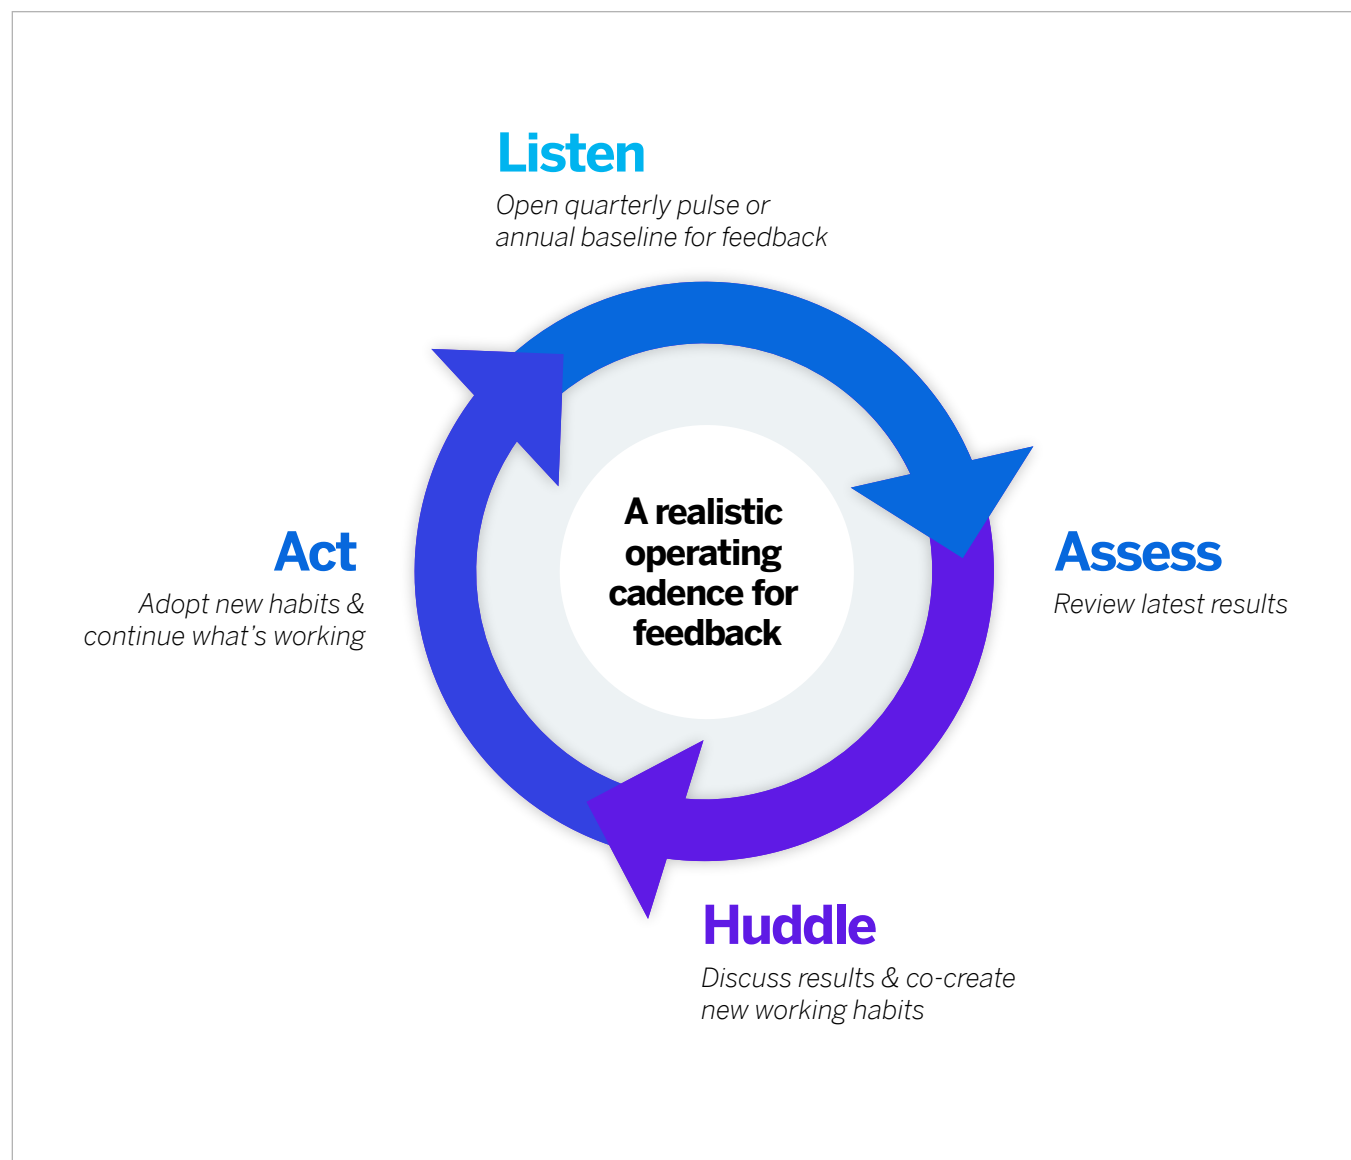 Listen
Open quarterly pulse or
annual baseline for feedback
A realistic
operating
cadence for
feedback
Act
Adopt new habits &
continue what's working
Assess
Review latest results
Huddle
Discuss results & co-create
new working habits